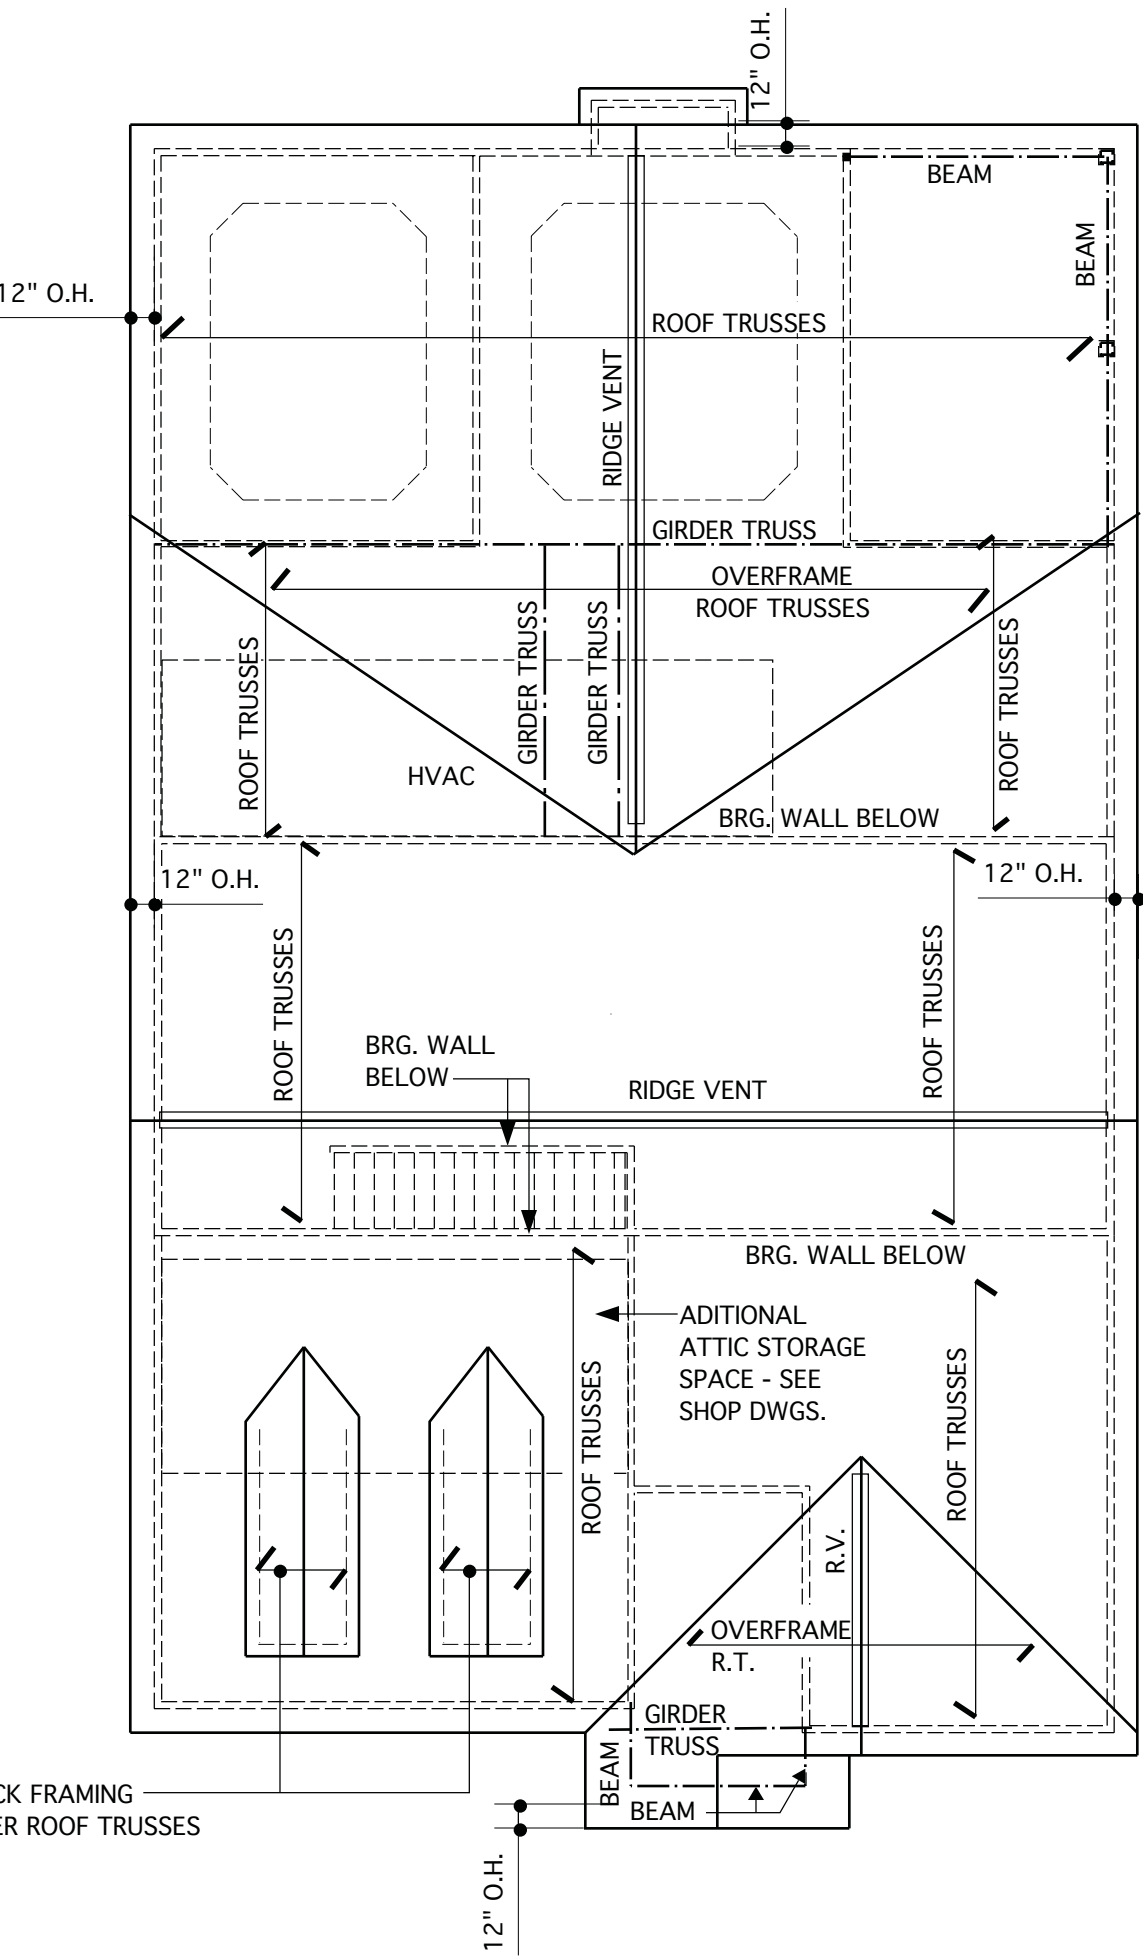 12" O.H.
BEAM
BEAM
12" O.H.
ROOF TRUSSES
RIDGE VENT
GIRDER TRUSS
OVERFRAME
ROOF TRUSSES
ROOF TRUSSES
GIRDER TRUSS
GIRDER TRUSS
ROOF TRUSSES
HVAC
BRG. WALL BELOW
12" O.H.
12" O.H.
ROOF TRUSSES
ROOF TRUSSES
BRG. WALL
BELOW
RIDGE VENT
BRG. WALL BELOW
ADITIONAL
ATTIC STORAGE
SPACE - SEE
SHOP DWGS.
ROOF TRUSSES
ROOF TRUSSES
R.V.
OVERFRAME
R.T.
GIRDER
TRUSS
BEAM
BEAM
CK FRAMING
ER ROOF TRUSSES
12" O.H.